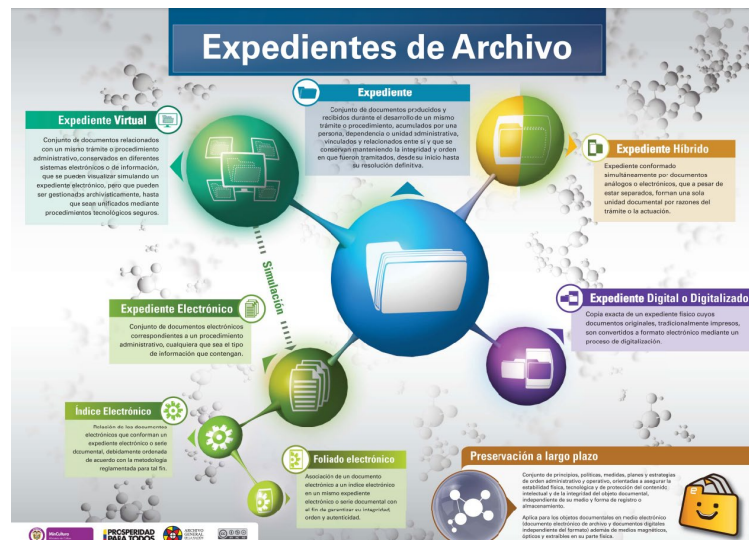 Expedientes de Archivo
Expediente
Conjunto de documentos producidos y
recibidos durante el desarrollo de un mismo
trámite o procedimiento, acumulados por una
persona, dependencia o unidad administrativa,
vinculados y relacionados entre sí y que se
conservan manteniendo la integridad y orden
en que fueron tramitados, desde su inicio hasta
su resolución definitiva.
Expediente Virtual
Conjunto de documentos relacionados
con un mismo trámite o procedimiento
administrativo, conservados en diferentes
sistemas electrónicos o de información,
que se pueden visualizar simulando un
expediente electrónico, pero que pueden
ser gestionados archivísticamente, hasta
que sean unificados mediante
procedimientos tecnológicos seguros.
Expediente Híbrido
Expediente conformado
simultáneamente por documentos
análogos o electrónicos, que a pesar de
estar separados, forman una sola
unidad documental por razones del
trámite o la actuación.
Simulación
Expediente Electrónico
Conjunto de documentos electrónicos
correspondientes a un procedimiento
administrativo, cualquiera que sea el tipo
de información que contengan.
Expediente Digital o Digitalizado
Copia exacta de un expediente físico cuyos
documentos originales, tradicionalmente impresos,
son convertidos a formato electrónico mediante un
proceso de digitalización.
Índice Electrónico
Relación de los documentos
electrónicos que conforman un
expediente electrónico o serie
documental, debidamente ordenada
de acuerdo con la metodología
reglamentada para tal fin.
Foliado electrónico
Asociación de un documento
electrónico a un índice electrónico
en un mismo expediente
electrónico o serie documental con
el fin de garantizar su integridad,
orden y autenticidad.
Preservación a largo plazo
Conjunto de principios, políticas, medidas, planes y estrategias
de orden administrativo y operativo, orientadas a asegurar la
estabilidad física, tecnológica y de protección del contenido
intelectual y de la integridad del objeto documental,
independiente de su medio y forma de registro o
almacenamiento.
Aplica para los objetos documentales en medio electrónico
(documento electrónico de archivo y documentos digitales
independiente del formato) además de medios magnéticos,
ópticos y extraíbles en su parte física.
e
MinCultura
PROSPERIDAD
PARA TODOS
ARCHIVO
GENERAL